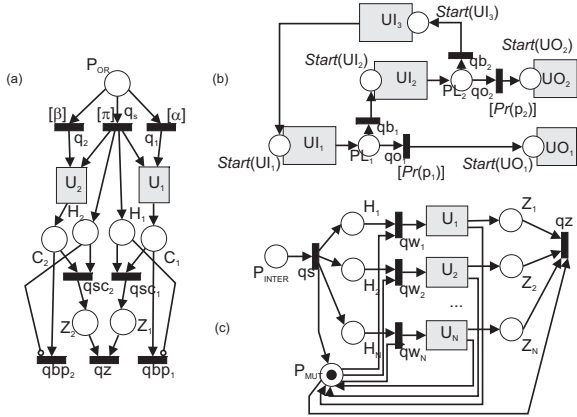 (a)
P_OR
[β]
[π]
q_s
[α]
q_2
q_1
U_2
U_1
H_2
H_1
C_2
C_1
qsc_2
qsc_1
Z_2
Z_1
qbp_2
qz
qbp_1
(b)
UI_3
Start(UI_3)
Start(UI_2)
UI_2
qb_2
PL_2
qo_2
Start(UO_2)
UO_2
[Pr(p_2)]
qb_1
Start(UI_1)
UI_1
PL_1
qo_1
[Pr(p_1)]
Start(UO_1)
UO_1
(c)
P_INTER
qs
H_1
qw_1
U_1
Z_1
qz
H_2
qw_2
U_2
Z_2
...
H_N
qw_N
U_N
Z_N
P_MUT